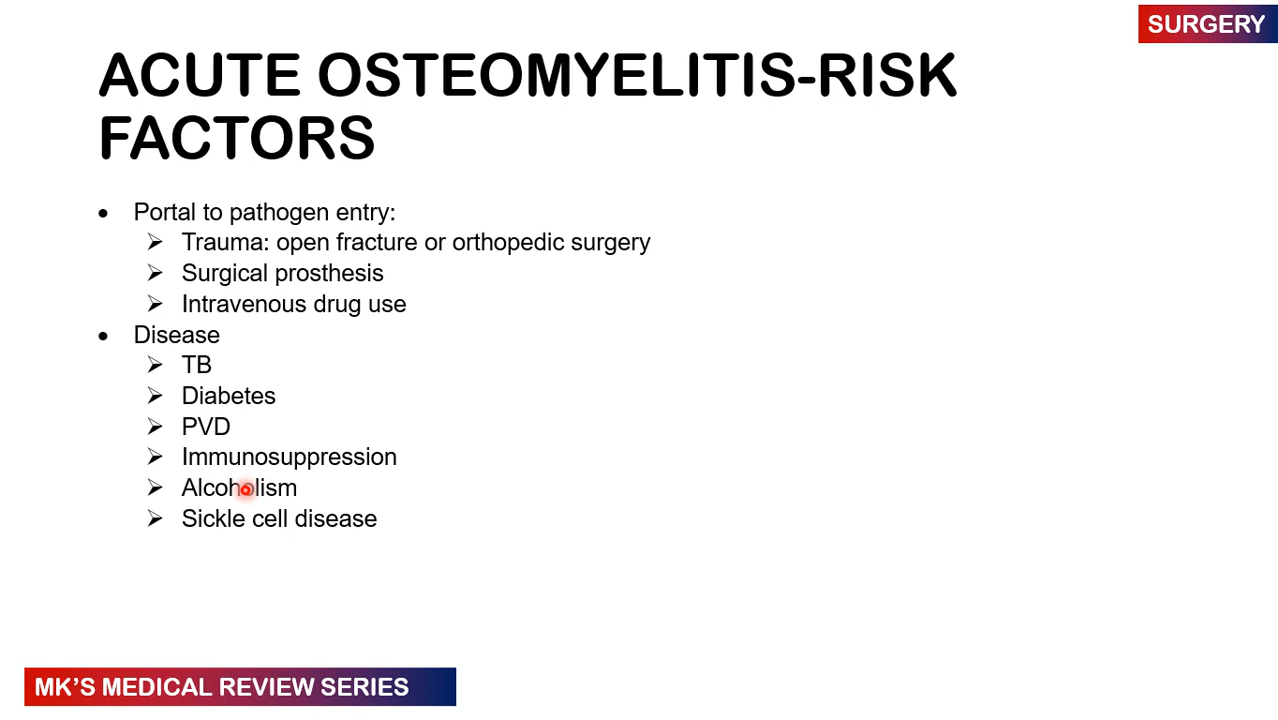 SURGERY
ACUTE OSTEOMYELITIS-RISK
FACTORS
• Portal to pathogen entry:
➢ Trauma: open fracture or orthopedic surgery
➢ Surgical prosthesis
➢ Intravenous drug use
• Disease
➢ TB
➢ Diabetes
➢ PVD
➢ Immunosuppression
➢ Alcoholism
➢ Sickle cell disease
MK'S MEDICAL REVIEW SERIES